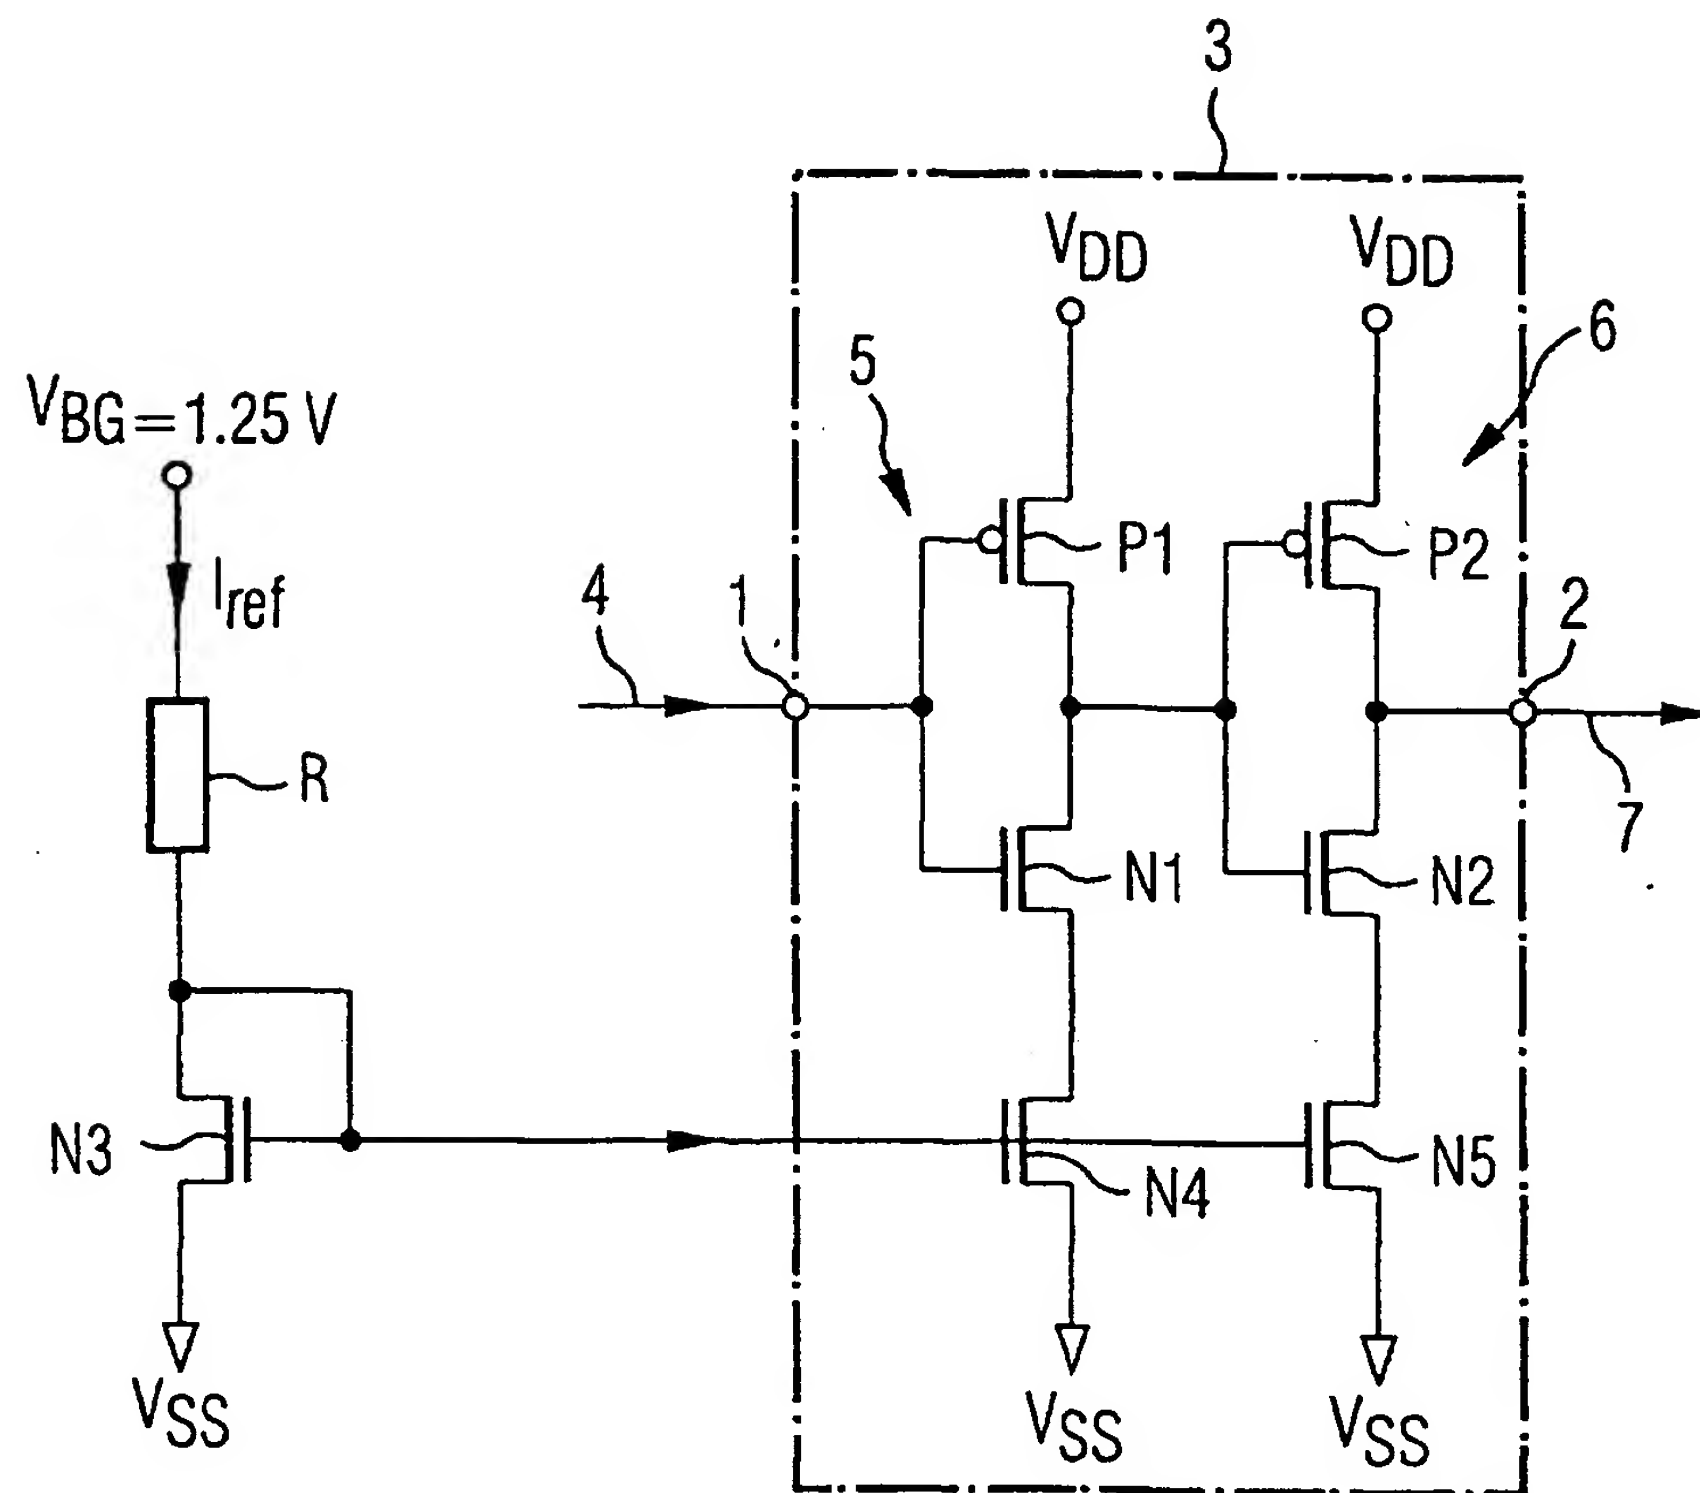 3
VDD VDD
5 6
VBG=1.25 V
P1 P2
Iref
4 1 2
R
7
N1 N2
N3 N4 N5
VSS VSS VSS